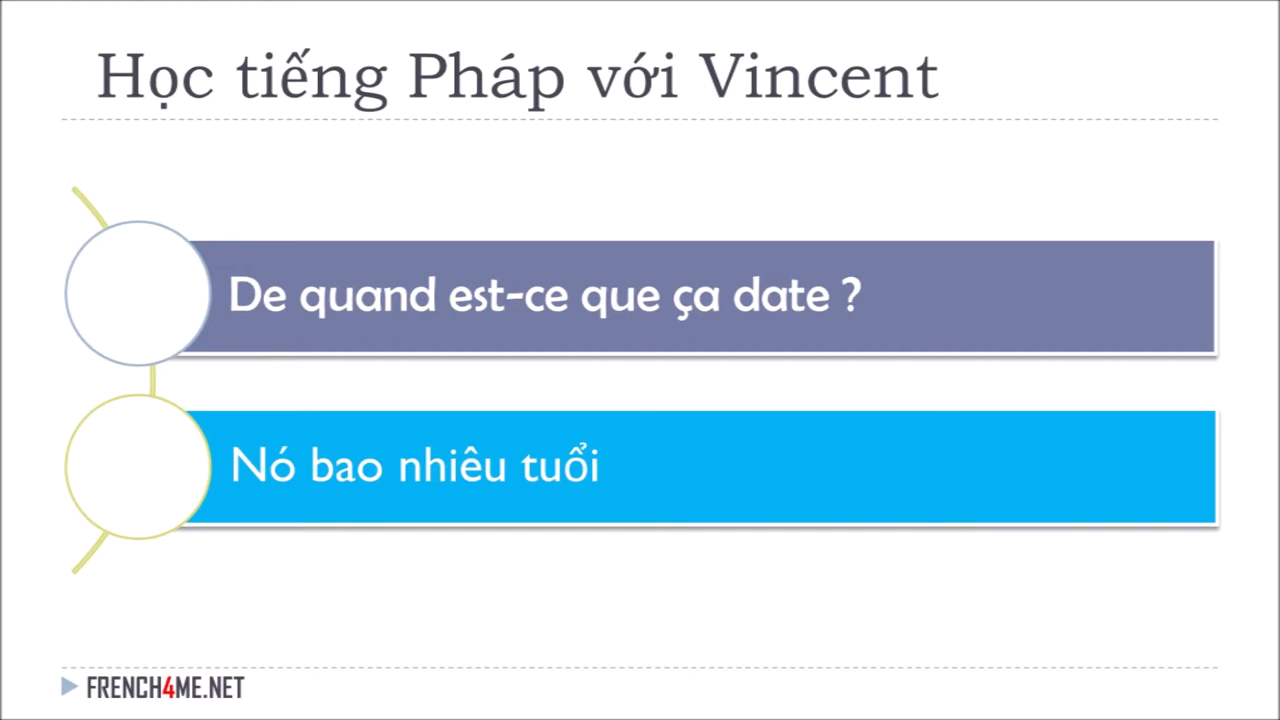 Học tiếng Pháp với Vincent
De quand est-ce que ça date ?
Nó bao nhiêu tuổi
FRENCH4ME.NET